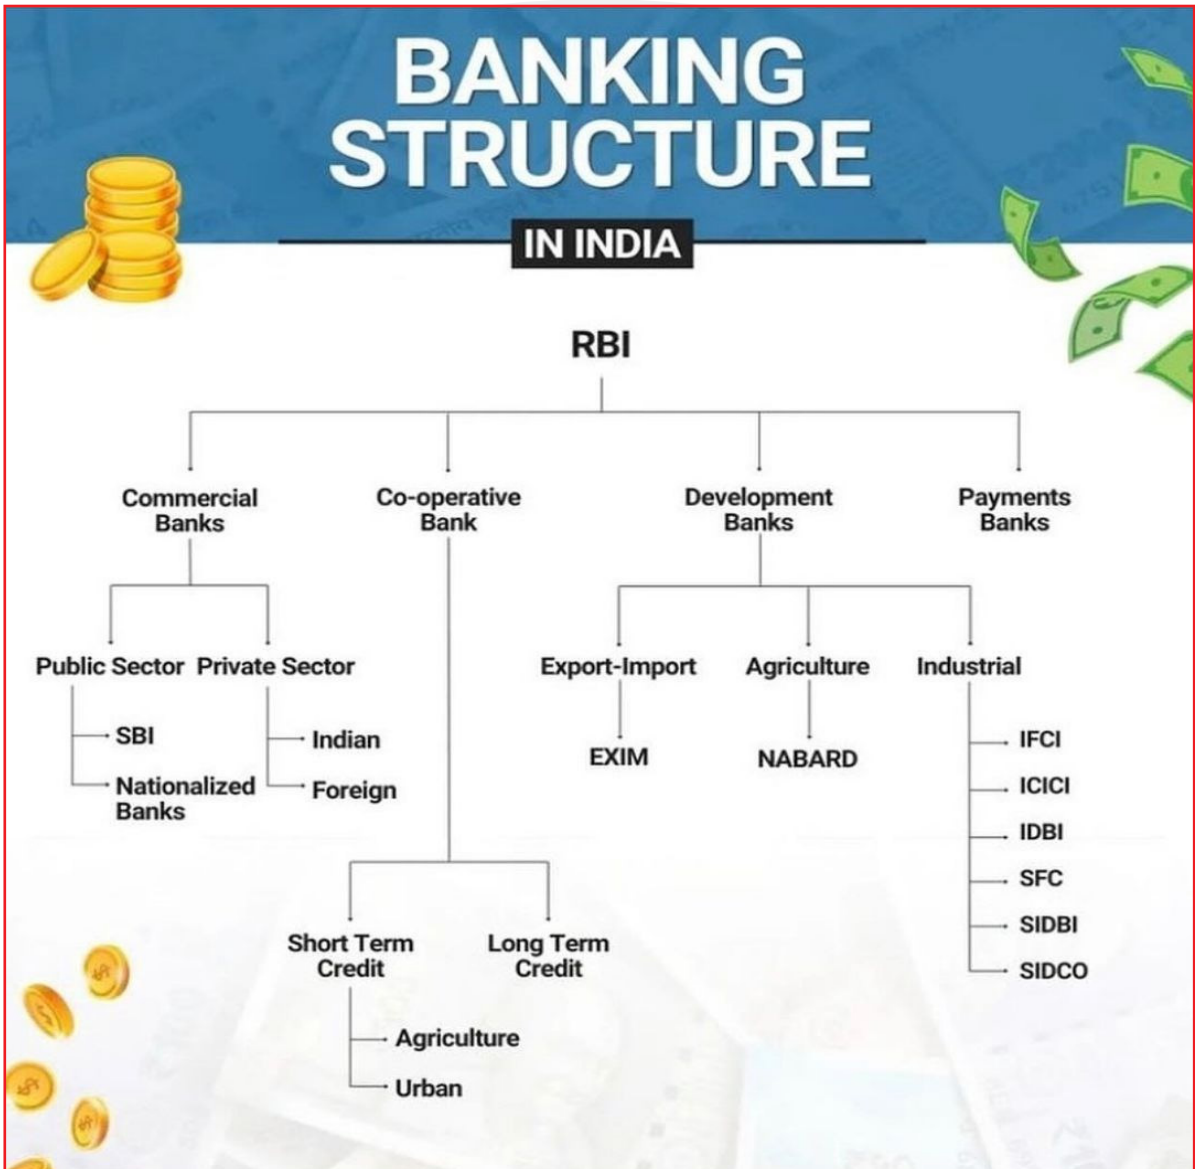 BANKING
STRUCTURE
IN INDIA
RBI
Commercial
Banks
Co-operative
Bank
Development
Banks
Payments
Banks
Public Sector
Private Sector
Export-Import
Agriculture
Industrial
SBI
Nationalized
Banks
Indian
Foreign
EXIM
NABARD
IFCI
ICICI
IDBI
SFC
SIDBI
SIDCO
Short Term
Credit
Long Term
Credit
Agriculture
Urban